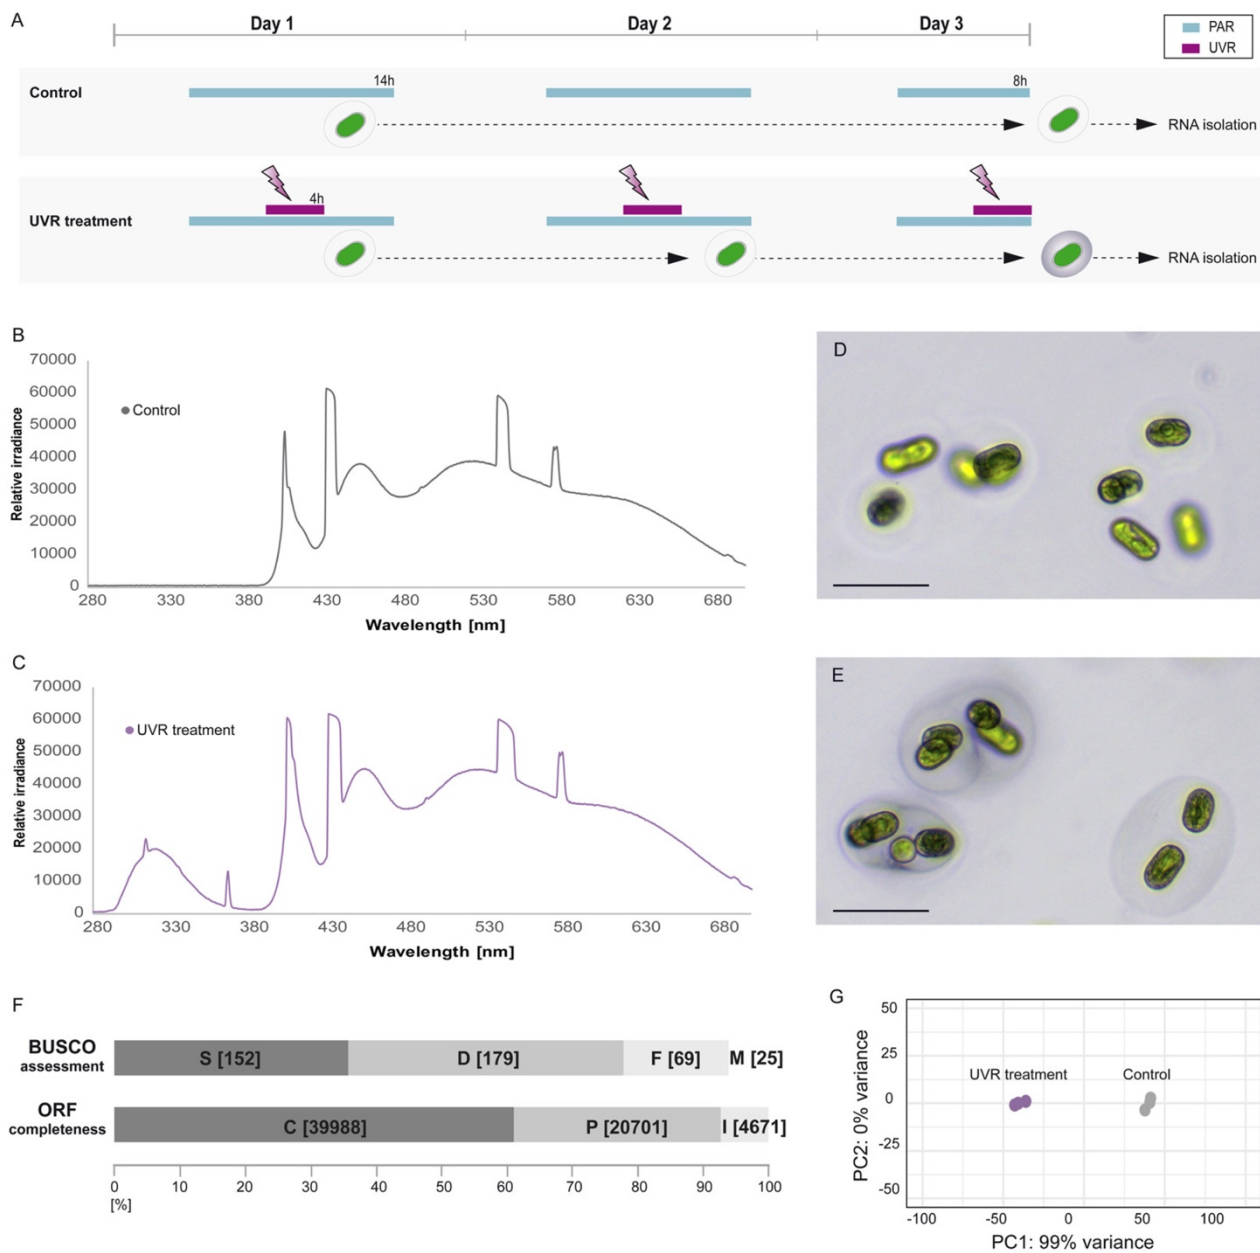 A
Day 1
Day 2
Day 3
PAR
UVR
Control
14h
8h
RNA isolation
UVR treatment
4h
RNA isolation
B
70000
60000
50000
40000
30000
20000
10000
0
Relative irradiance
Control
280 330 380 430 480 530 580 630 680
Wavelength [nm]
D
C
70000
60000
50000
40000
30000
20000
10000
0
Relative irradiance
UVR treatment
280 330 380 430 480 530 580 630 680
Wavelength [nm]
E
F
BUSCO
assessment
S [152] D [179] F [69] M [25]
ORF
completeness
C [39988] P [20701] I [4671]
0 10 20 30 40 50 60 70 80 90 100
[%]
G
50
25
0
-25
-50
PC2: 0% variance
UVR treatment
Control
-100 -50 0 50 100
PC1: 99% variance